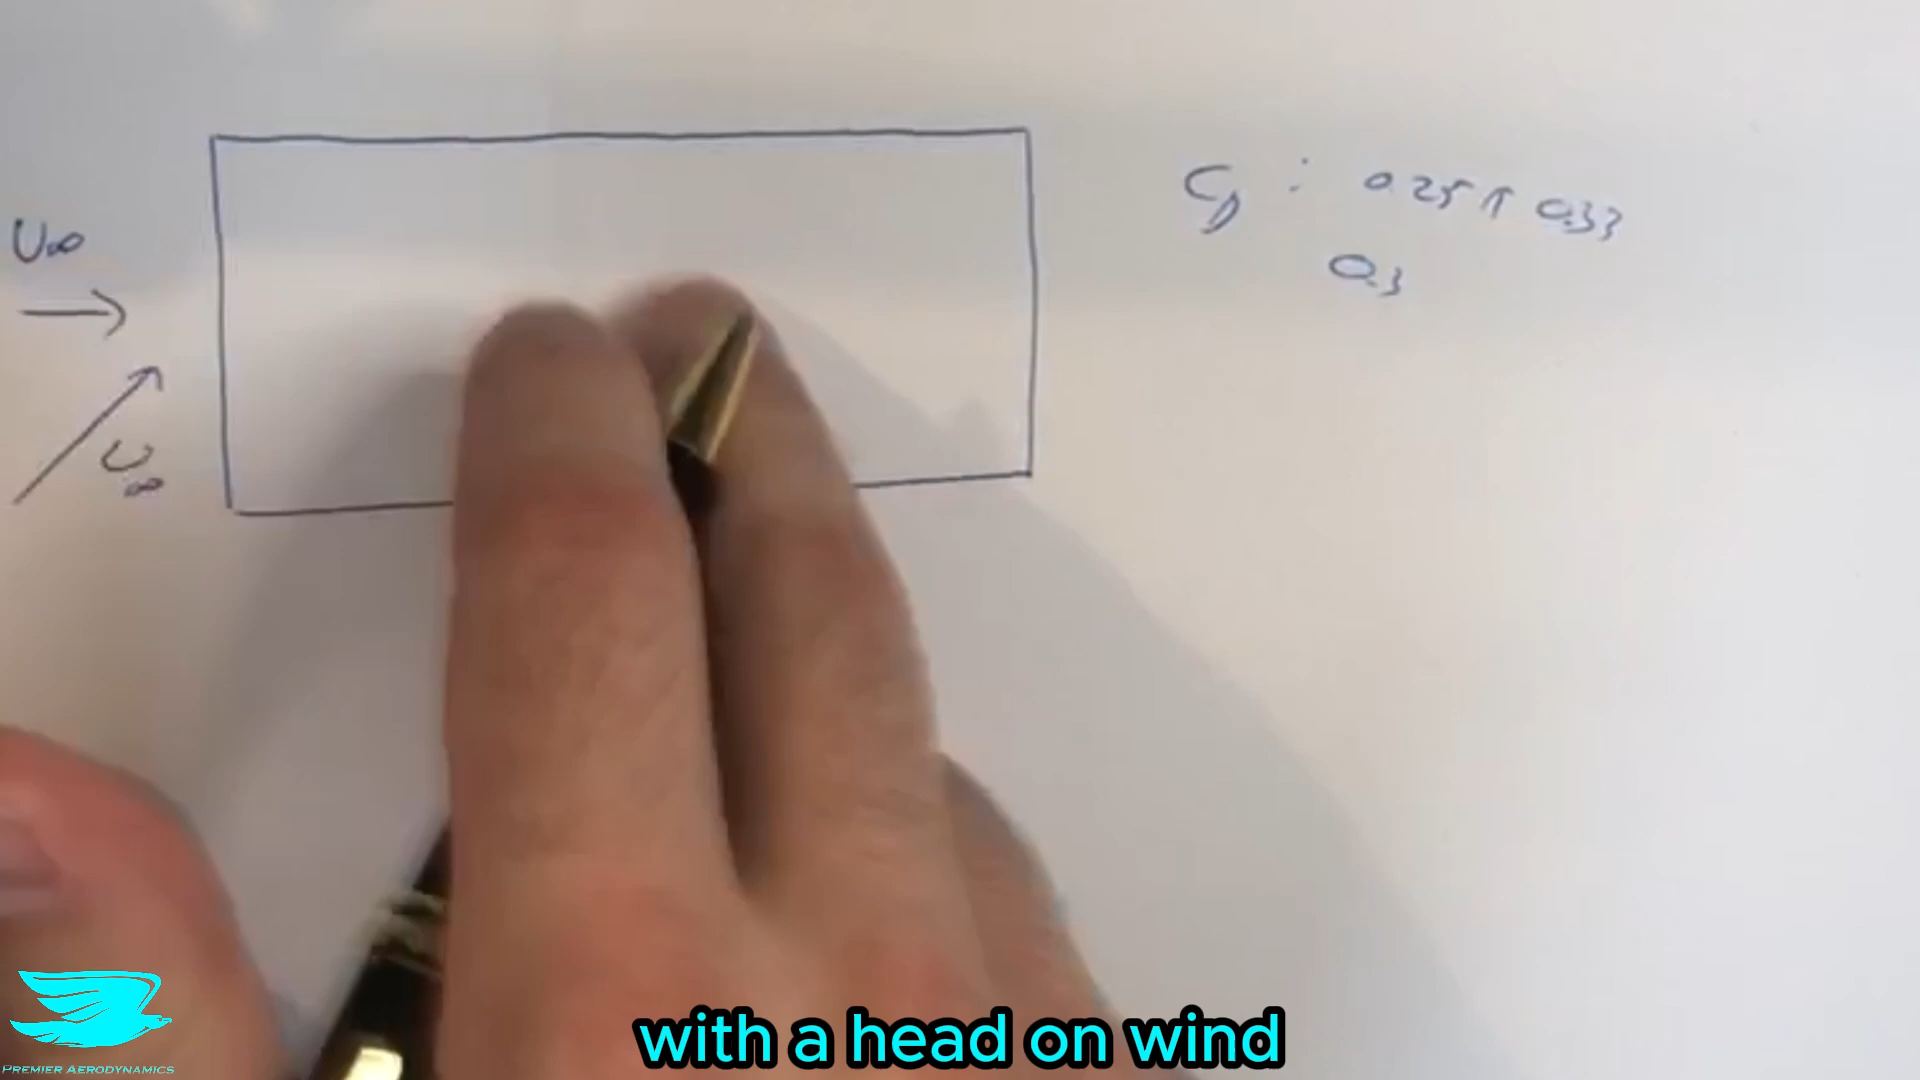 U∞
U∞
CD : 0.25 π 0.33
0.3
with a head on wind
PREMIER AERODYNAMICS